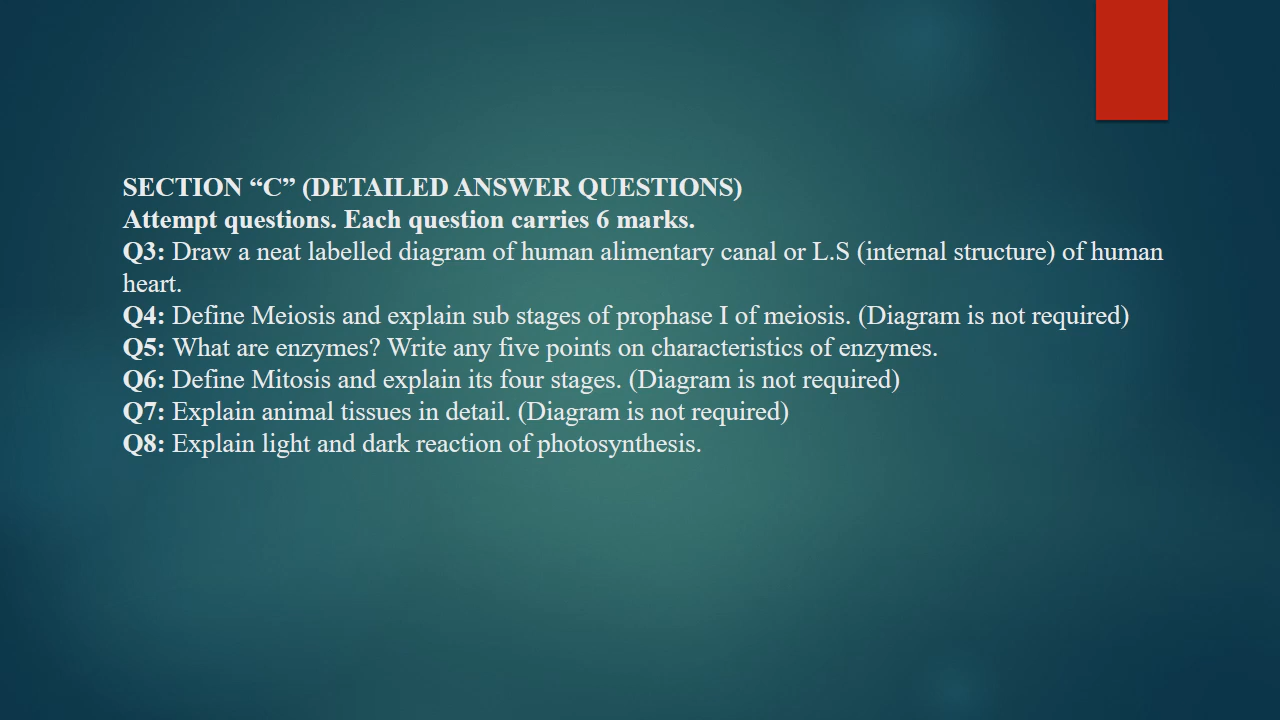 SECTION “C” (DETAILED ANSWER QUESTIONS)
Attempt questions. Each question carries 6 marks.
Q3: Draw a neat labelled diagram of human alimentary canal or L.S (internal structure) of human
heart.
Q4: Define Meiosis and explain sub stages of prophase I of meiosis. (Diagram is not required)
Q5: What are enzymes? Write any five points on characteristics of enzymes.
Q6: Define Mitosis and explain its four stages. (Diagram is not required)
Q7: Explain animal tissues in detail. (Diagram is not required)
Q8: Explain light and dark reaction of photosynthesis.